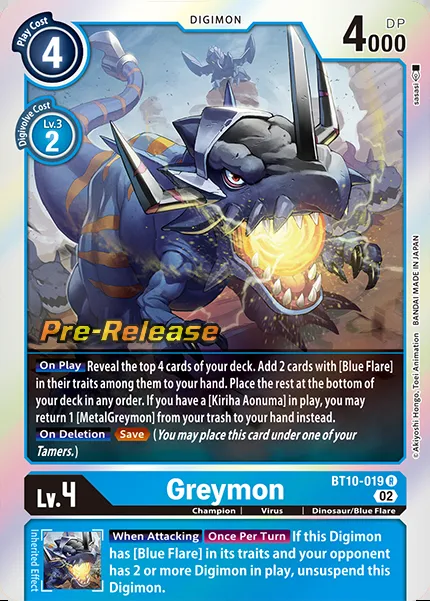 DIGIMON
Play Cost
4
4000 DP
Digivolve Cost
Lv.3
2
sasasi
Pre-Release
On Play Reveal the top 4 cards of your deck. Add 2 cards with [Blue Flare]
in their traits among them to your hand. Place the rest at the bottom of
your deck in any order. If you have a [Kiriha Aonuma] in play, you may
return 1 [MetalGreymon] from your trash to your hand instead.
On Deletion Save (You may place this card under one of your
Tamers.)
©Akiyoshi Hongo, Toei Animation BANDAI MADE IN JAPAN
Lv.4
Greymon
BT10-019 R
02
Champion Virus Dinosaur/Blue Flare
Inherited Effect
When Attacking Once Per Turn If this Digimon
has [Blue Flare] in its traits and your opponent
has 2 or more Digimon in play, unsuspend this
Digimon.